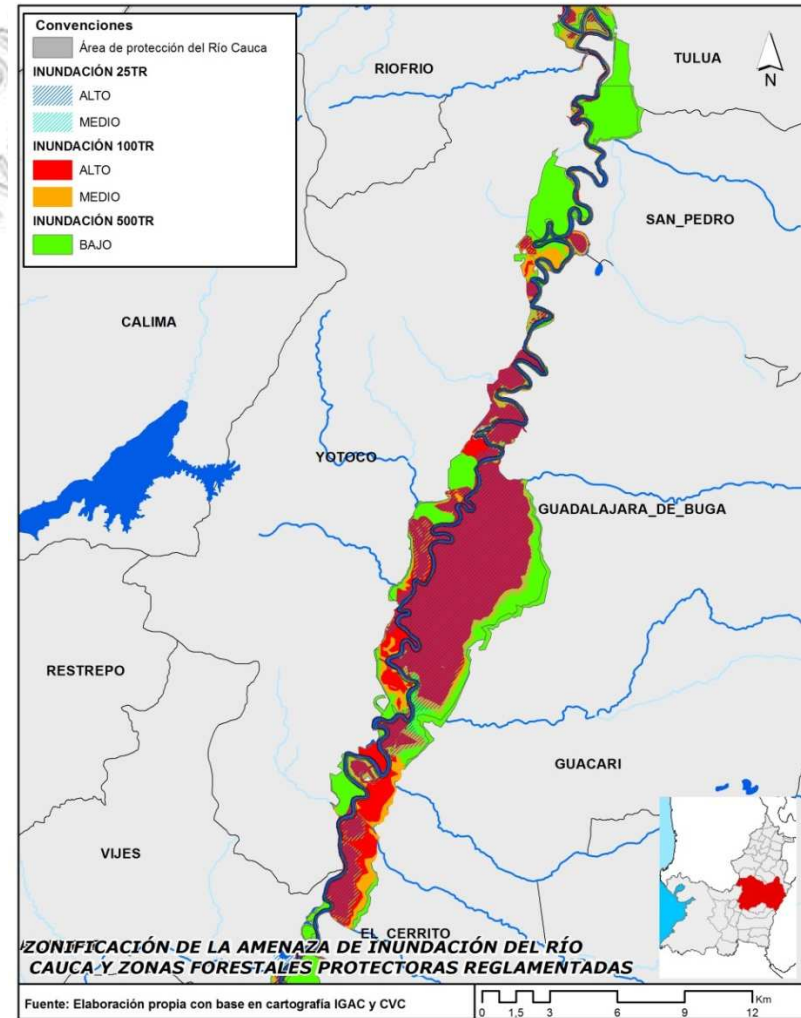 Convenciones
Área de protección del Río Cauca
INUNDACIÓN 25TR
ALTO
MEDIO
INUNDACIÓN 100TR
ALTO
MEDIO
INUNDACIÓN 500TR
BAJO
RIOFRIO
TULUA
N
SAN_PEDRO
CALIMA
YOTOCO
GUADALAJARA_DE_BUGA
RESTREPO
GUACARI
VIJES
EL_CERRITO
ZONIFICACIÓN DE LA AMENAZA DE INUNDACIÓN DEL RÍO
CAUCA Y ZONAS FORESTALES PROTECTORAS REGLAMENTADAS
Fuente: Elaboración propia con base en cartografía IGAC y CVC
0 1,5 3 6 9 12 Km